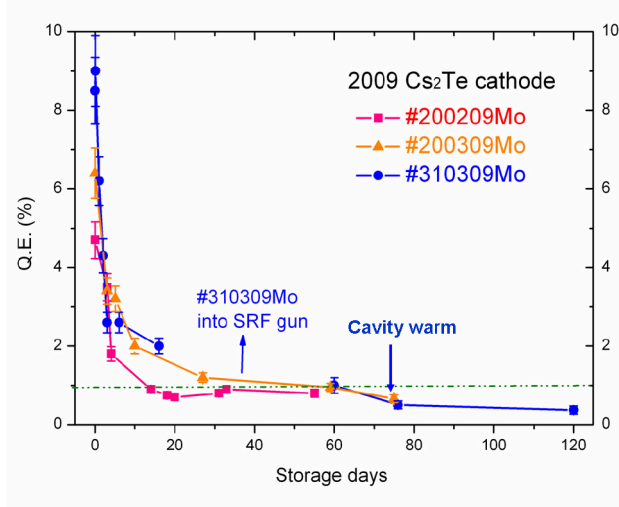 10
10
8
8
6
6
4
4
2
2
0
0
Q.E. (%)
2009 Cs₂Te cathode
#200209Mo
#200309Mo
#310309Mo
#310309Mo
into SRF gun
Cavity warm
0 20 40 60 80 100 120
Storage days